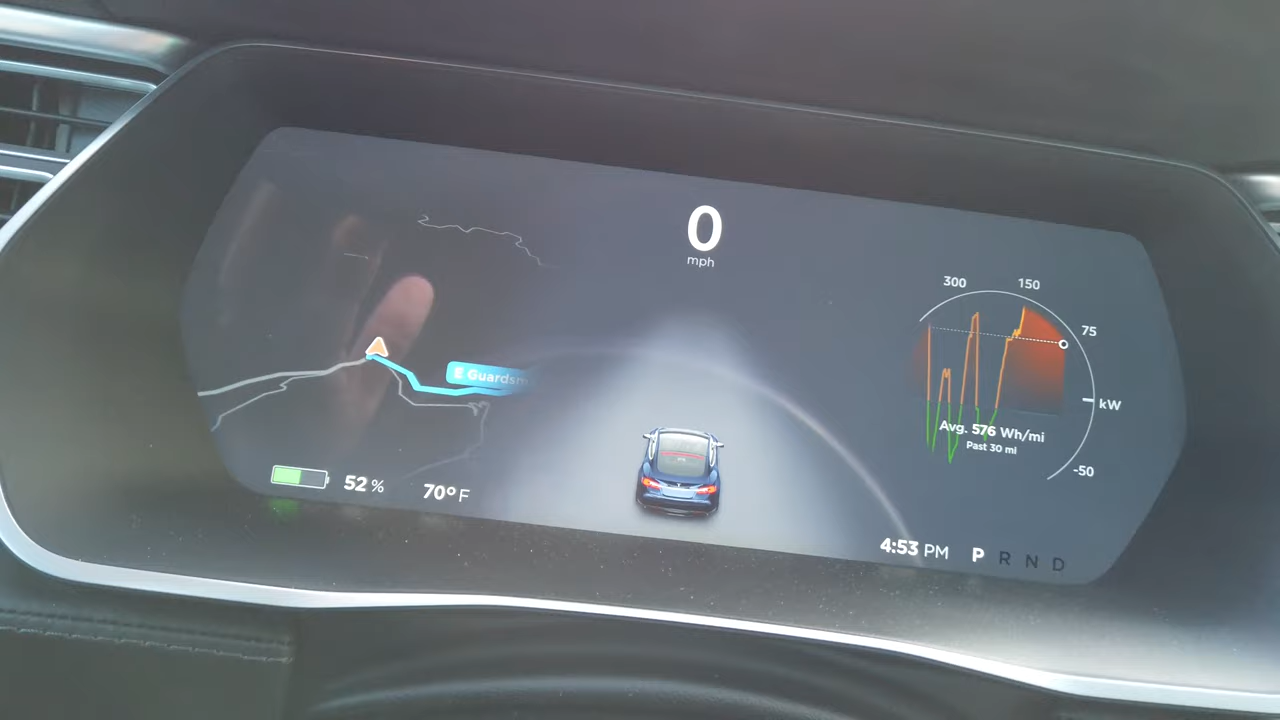 0
mph
300
150
75
kW
-50
Avg. 576 Wh/mi
Past 30 mi
E Guardsm
52 %
70° F
4:53 PM
P R N D